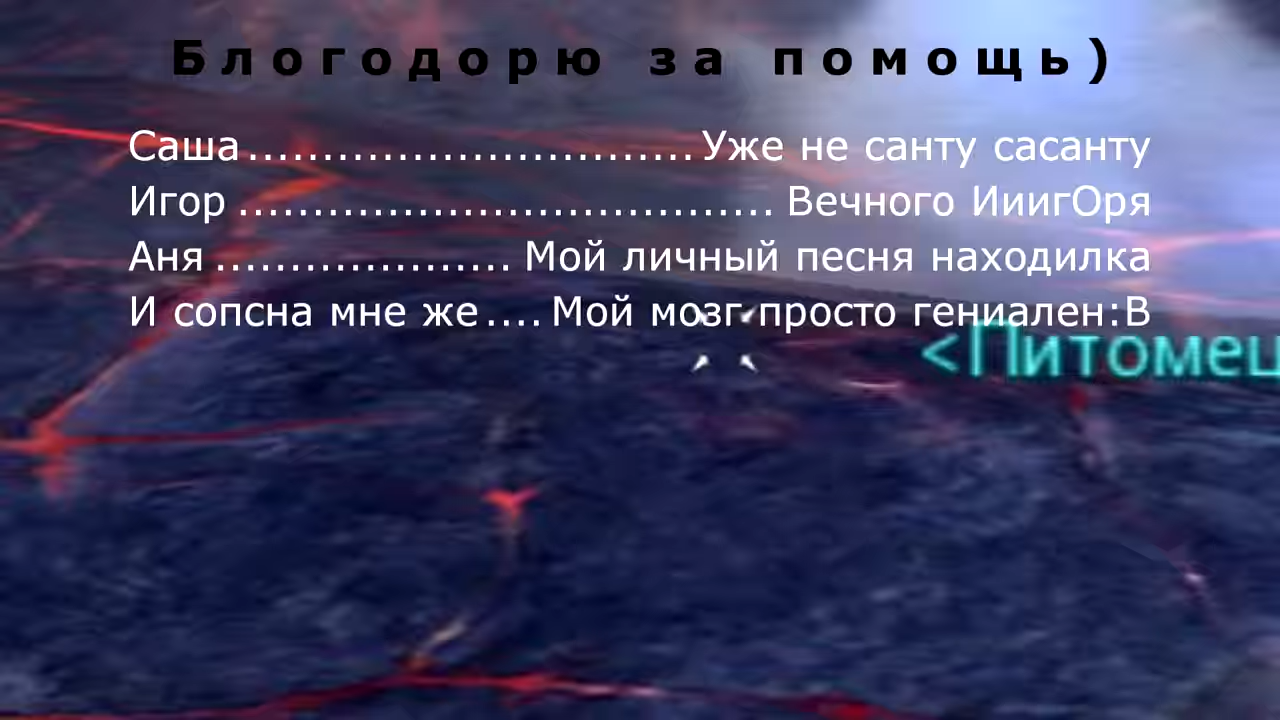 Блогодорю за помощь)
Саша..............................Уже не санту сасанту
Игор .................................... Вечного ИиигОря
Аня .................... Мой личный песня находилка
И сопсна мне же.... Мой мозг просто гениален:В
<Питомец